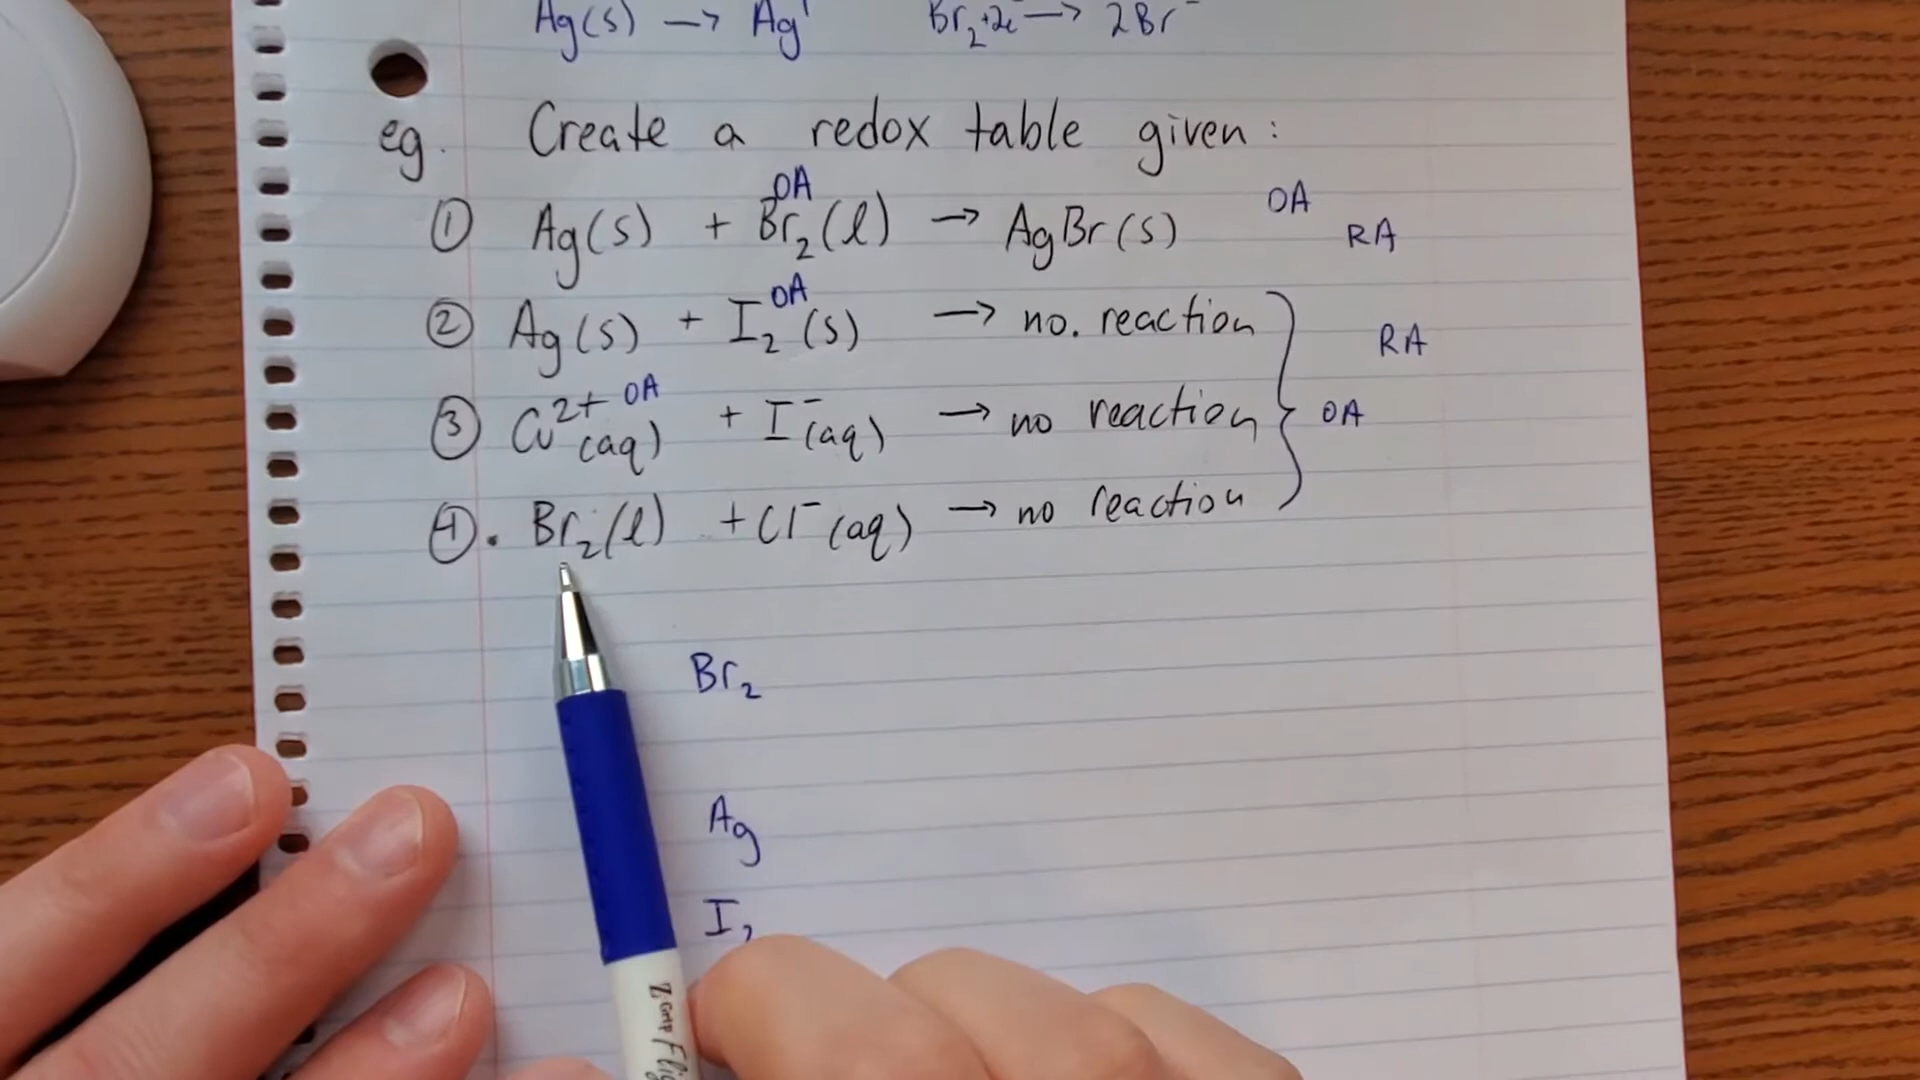 Ag(s) → Ag⁺ Br₂+2e⁻ → 2Br⁻
eg. Create a redox table given:
OA
① Ag(s) + Br₂(l) → AgBr(s) OA
RA
OA
② Ag(s) + I₂(s) → no. reaction RA
③ Cu²⁺(aq) OA + I⁻(aq) → no reaction OA
④. Br₂(l) + Cl⁻(aq) → no reaction
Br₂
Ag
I₂
Z-Grip